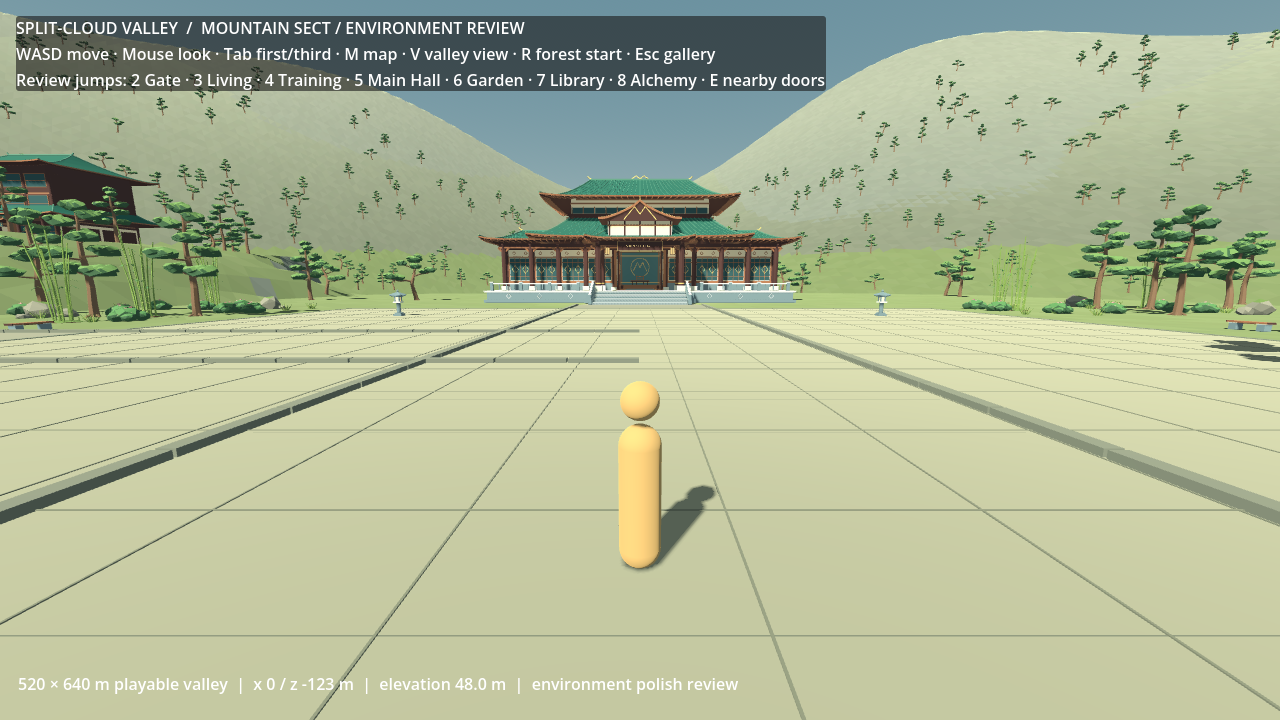 SPLIT-CLOUD VALLEY / MOUNTAIN SECT / ENVIRONMENT REVIEW
WASD move · Mouse look · Tab first/third · M map · V valley view · R forest start · Esc gallery
Review jumps: 2 Gate · 3 Living · 4 Training · 5 Main Hall · 6 Garden · 7 Library · 8 Alchemy · E nearby doors
520 × 640 m playable valley | x 0 / z -123 m | elevation 48.0 m | environment polish review